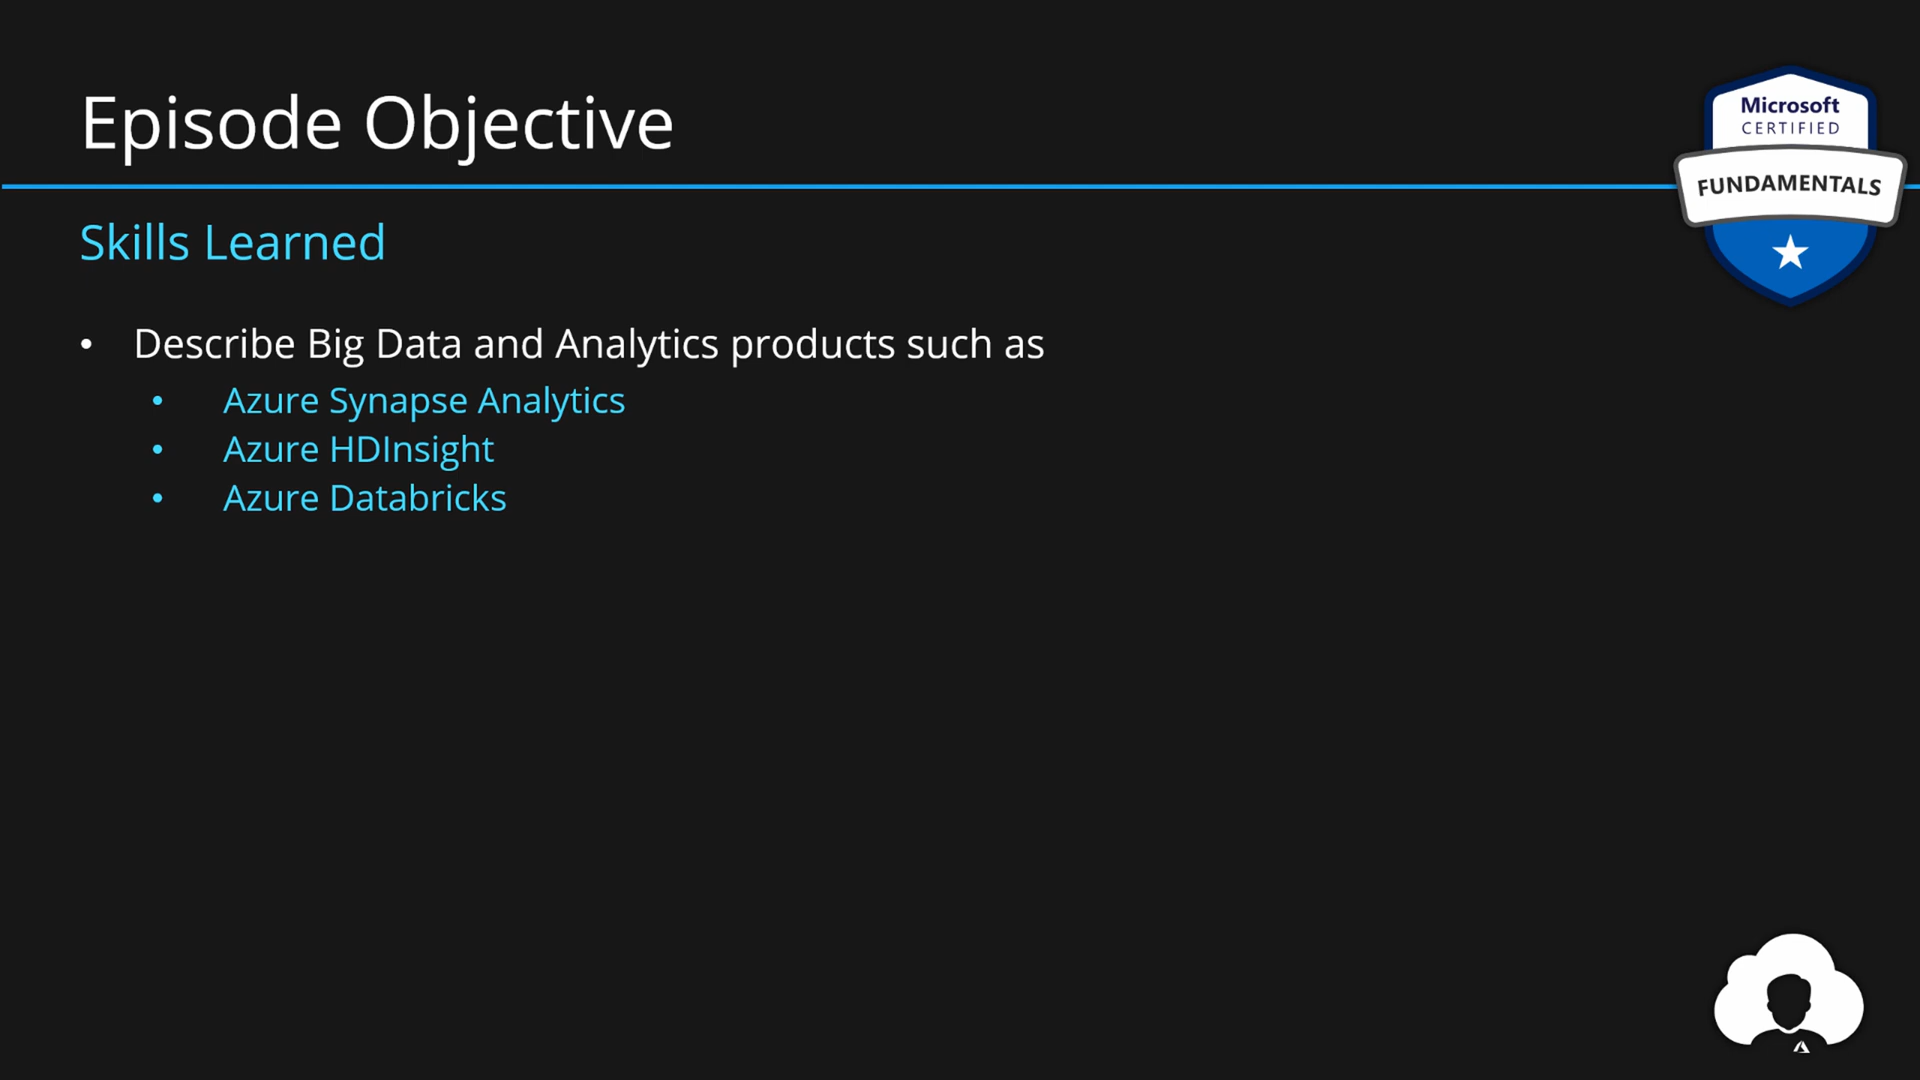 Episode Objective
Microsoft
CERTIFIED
FUNDAMENTALS
Skills Learned
• Describe Big Data and Analytics products such as
• Azure Synapse Analytics
• Azure HDInsight
• Azure Databricks